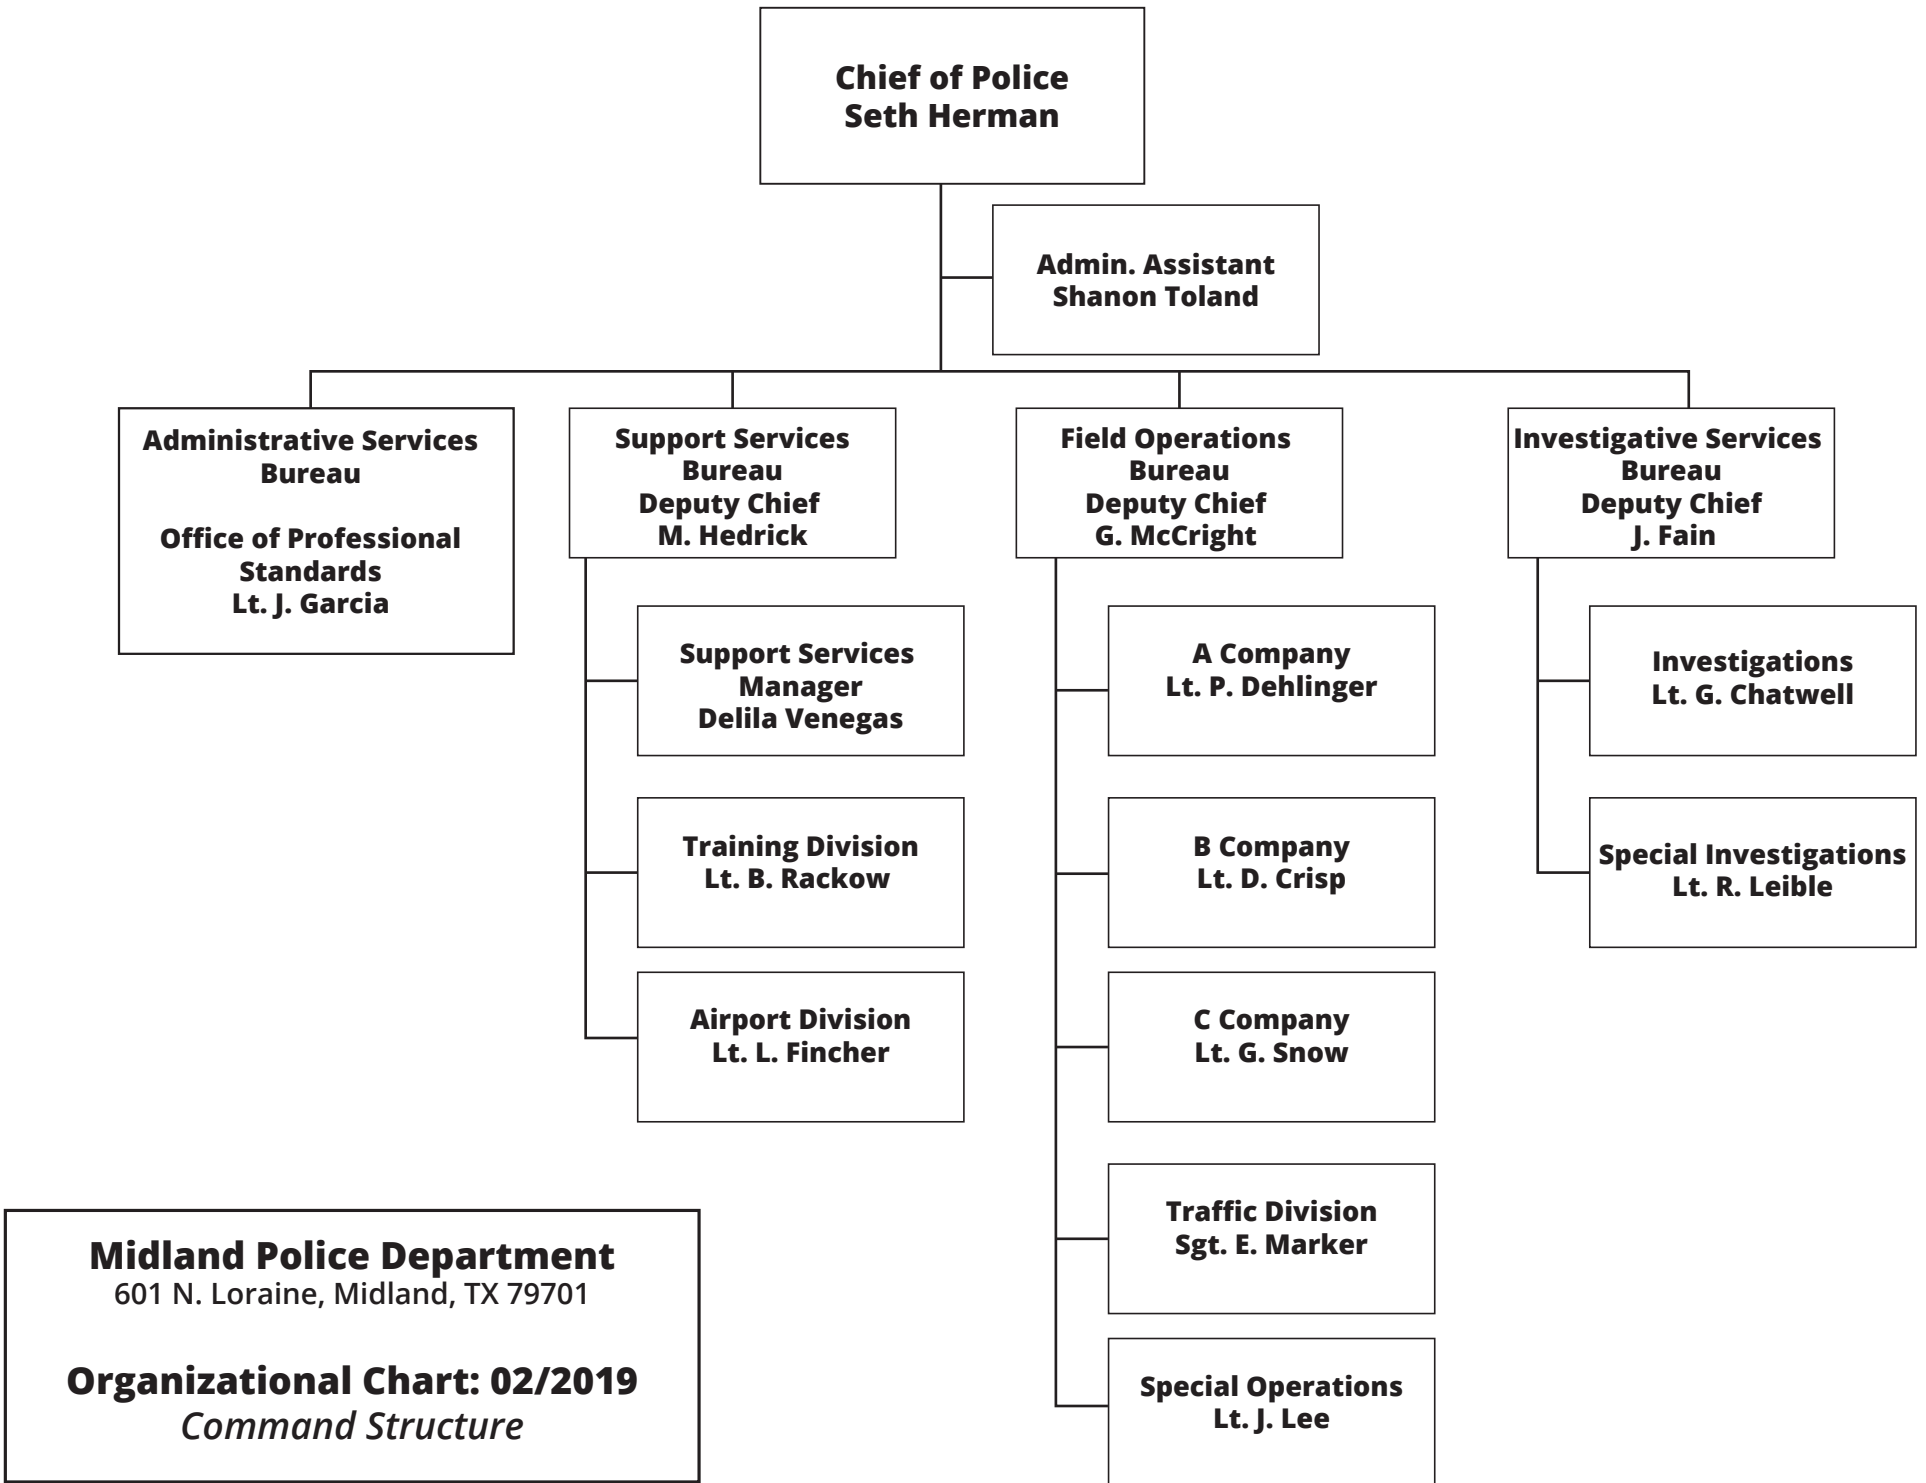 Chief of Police
Seth Herman
Admin. Assistant
Shanon Toland
Administrative Services
Bureau
Office of Professional
Standards
Lt. J. Garcia
Support Services
Bureau
Deputy Chief
M. Hedrick
Field Operations
Bureau
Deputy Chief
G. McCright
Investigative Services
Bureau
Deputy Chief
J. Fain
Support Services
Manager
Delila Venegas
Training Division
Lt. B. Rackow
Airport Division
Lt. L. Fincher
A Company
Lt. P. Dehlinger
B Company
Lt. D. Crisp
C Company
Lt. G. Snow
Traffic Division
Sgt. E. Marker
Special Operations
Lt. J. Lee
Investigations
Lt. G. Chatwell
Special Investigations
Lt. R. Leible
Midland Police Department
601 N. Loraine, Midland, TX 79701
Organizational Chart: 02/2019
Command Structure